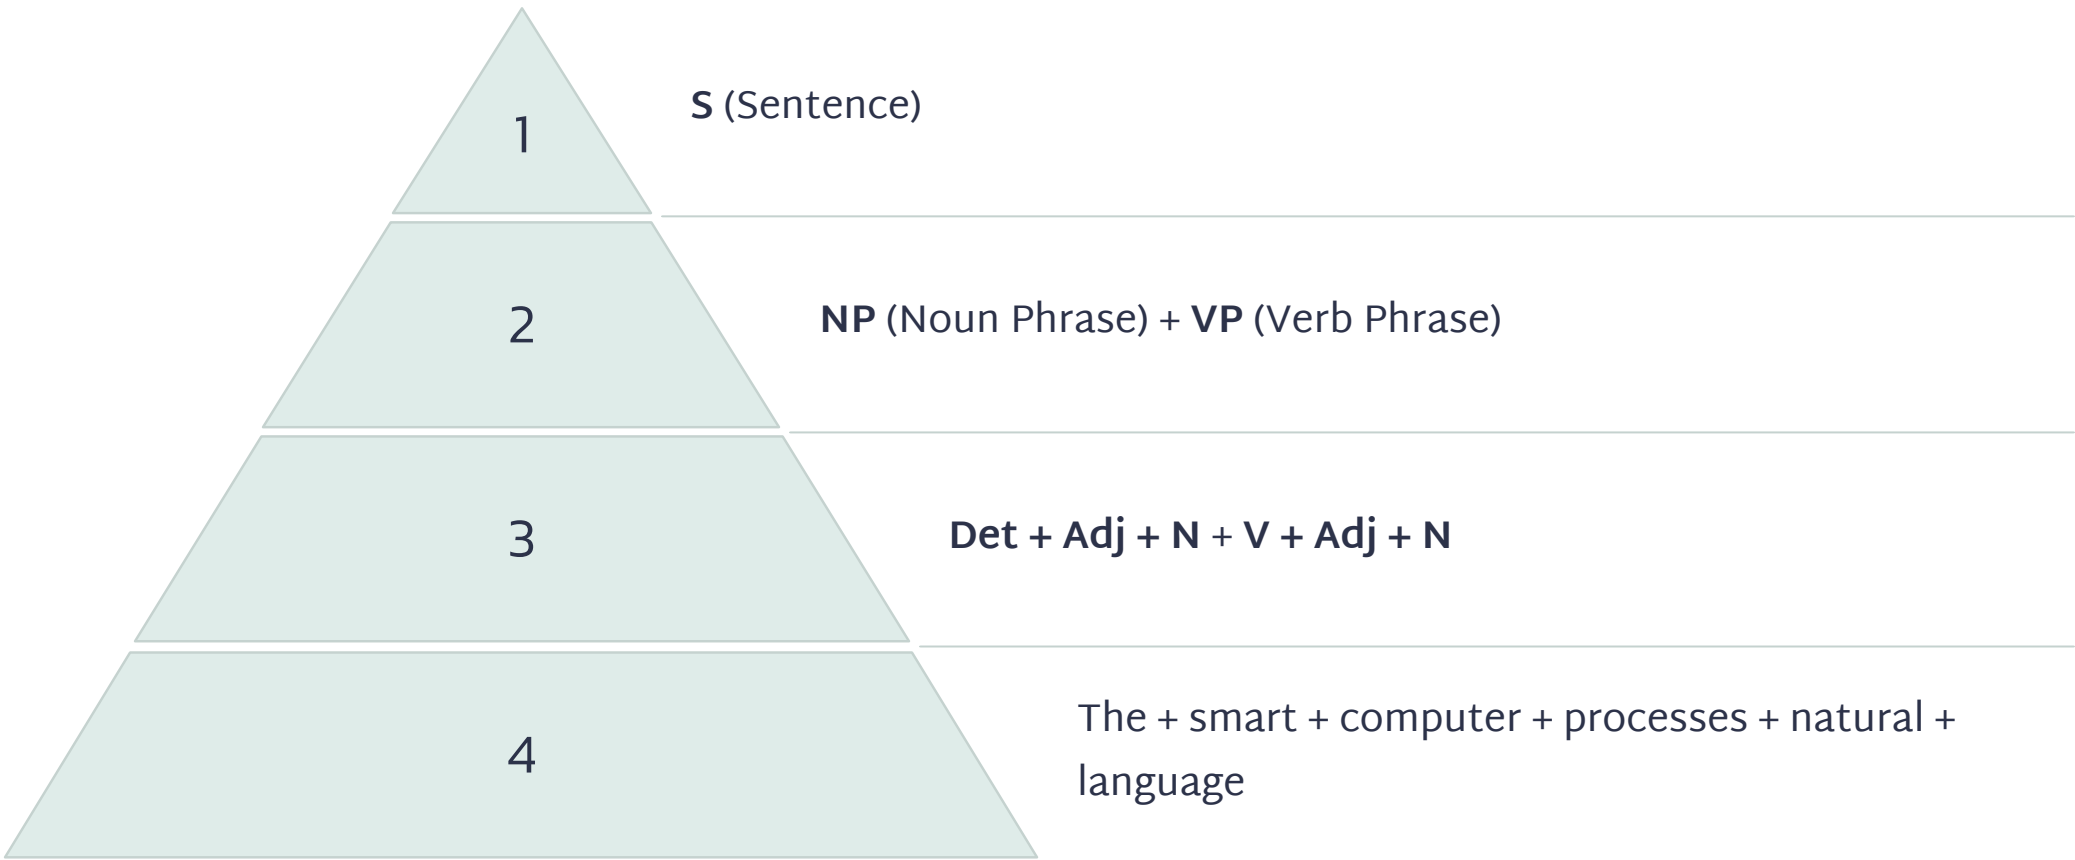 1
S (Sentence)
2
NP (Noun Phrase) + VP (Verb Phrase)
3
Det + Adj + N + V + Adj + N
4
The + smart + computer + processes + natural +
language